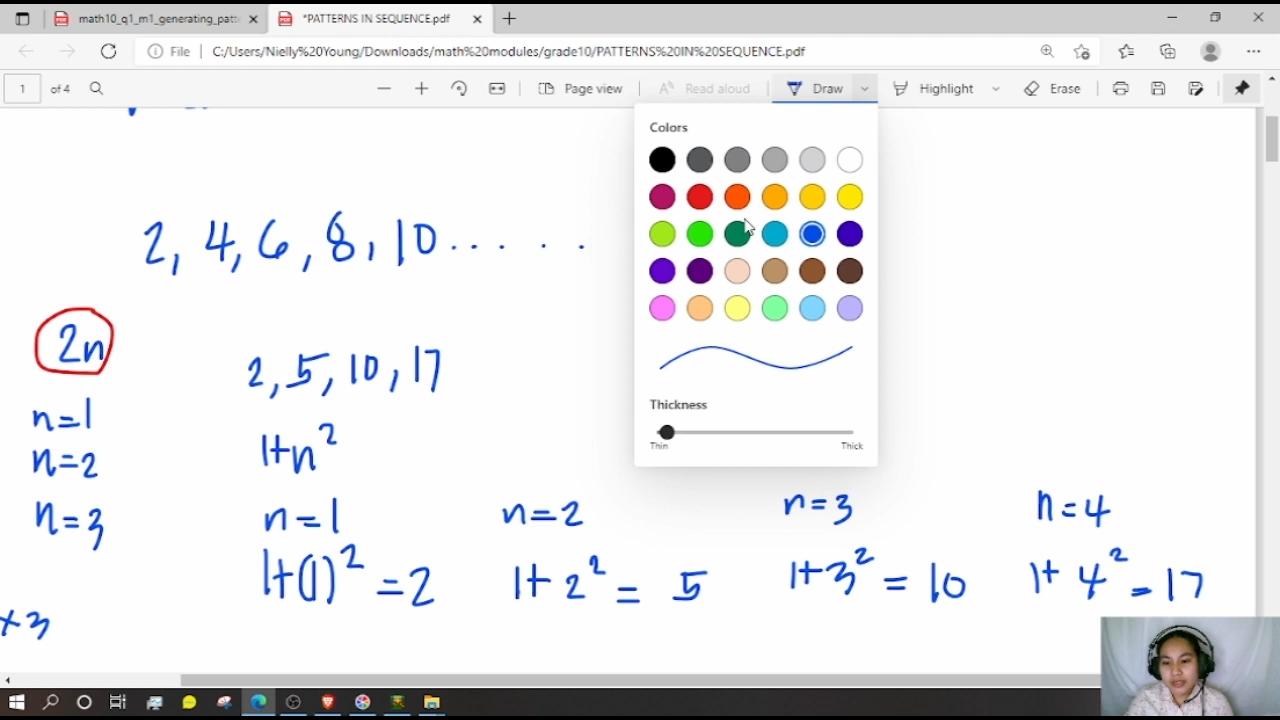 math10_q1_m1_generating_patte
*PATTERNS IN SEQUENCE.pdf
File
C:/Users/Nielly%20Young/Downloads/math%20modules/grade10/PATTERNS%20IN%20SEQUENCE.pdf
1 of 4
Page view
Read aloud
Draw
Highlight
Erase
Colors
Thickness
Thin
Thick
2, 4, 6, 8, 10 . . . . . .
2n
2, 5, 10, 17
n=1
1+n²
n=2
n=3
n=1
n=2
n=3
n=4
1+(1)² = 2
1+2² = 5
1+3² = 10
1+4² = 17
×3